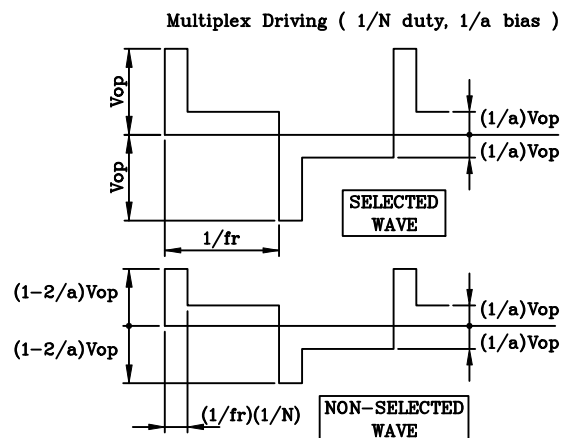 Multiplex Driving ( 1/N duty, 1/a bias )
Vop
(1/a)Vop
(1/a)Vop
Vop
SELECTED
WAVE
1/fr
(1-2/a)Vop
(1/a)Vop
(1-2/a)Vop
(1/a)Vop
(1/fr)(1/N)
NON-SELECTED
WAVE